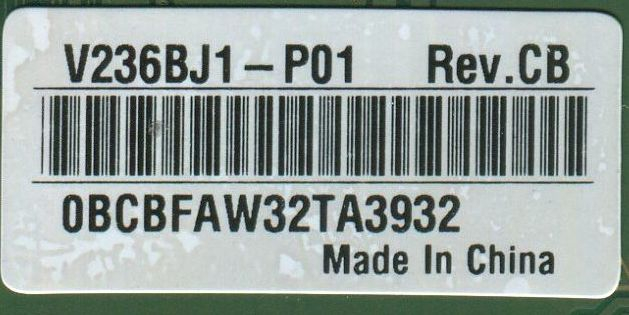 V236BJ1-P01 Rev.CB
0BCBFAW32TA3932
Made In China